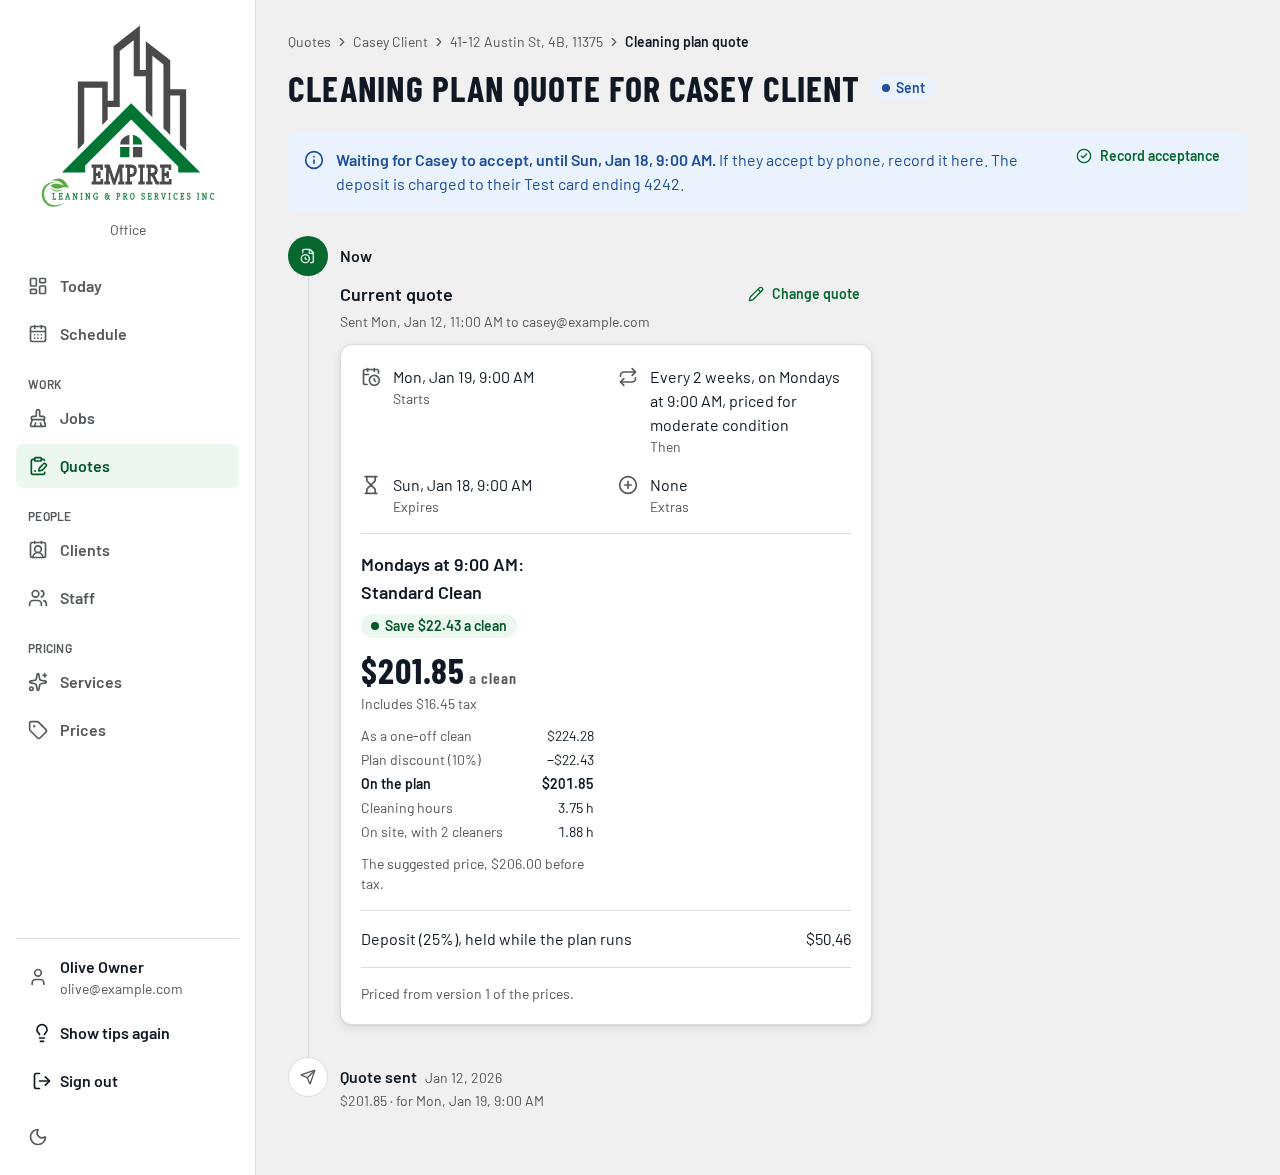 EMPIRE
LEANING & PRO SERVICES INC
Office
Today
Schedule
WORK
Jobs
Quotes
PEOPLE
Clients
Staff
PRICING
Services
Prices
Olive Owner
olive@example.com
Show tips again
Sign out
Quotes > Casey Client > 41-12 Austin St, 4B, 11375 > Cleaning plan quote
CLEANING PLAN QUOTE FOR CASEY CLIENT
Sent
Waiting for Casey to accept, until Sun, Jan 18, 9:00 AM. If they accept by phone, record it here. The
deposit is charged to their Test card ending 4242.
Record acceptance
Now
Current quote
Change quote
Sent Mon, Jan 12, 11:00 AM to casey@example.com
Mon, Jan 19, 9:00 AM
Starts
Every 2 weeks, on Mondays
at 9:00 AM, priced for
moderate condition
Then
Sun, Jan 18, 9:00 AM
Expires
None
Extras
Mondays at 9:00 AM:
Standard Clean
Save $22.43 a clean
$201.85 a clean
Includes $16.45 tax
As a one-off clean $224.28
Plan discount (10%) −$22.43
On the plan $201.85
Cleaning hours 3.75 h
On site, with 2 cleaners 1.88 h
The suggested price, $206.00 before
tax.
Deposit (25%), held while the plan runs $50.46
Priced from version 1 of the prices.
Quote sent Jan 12, 2026
$201.85 · for Mon, Jan 19, 9:00 AM